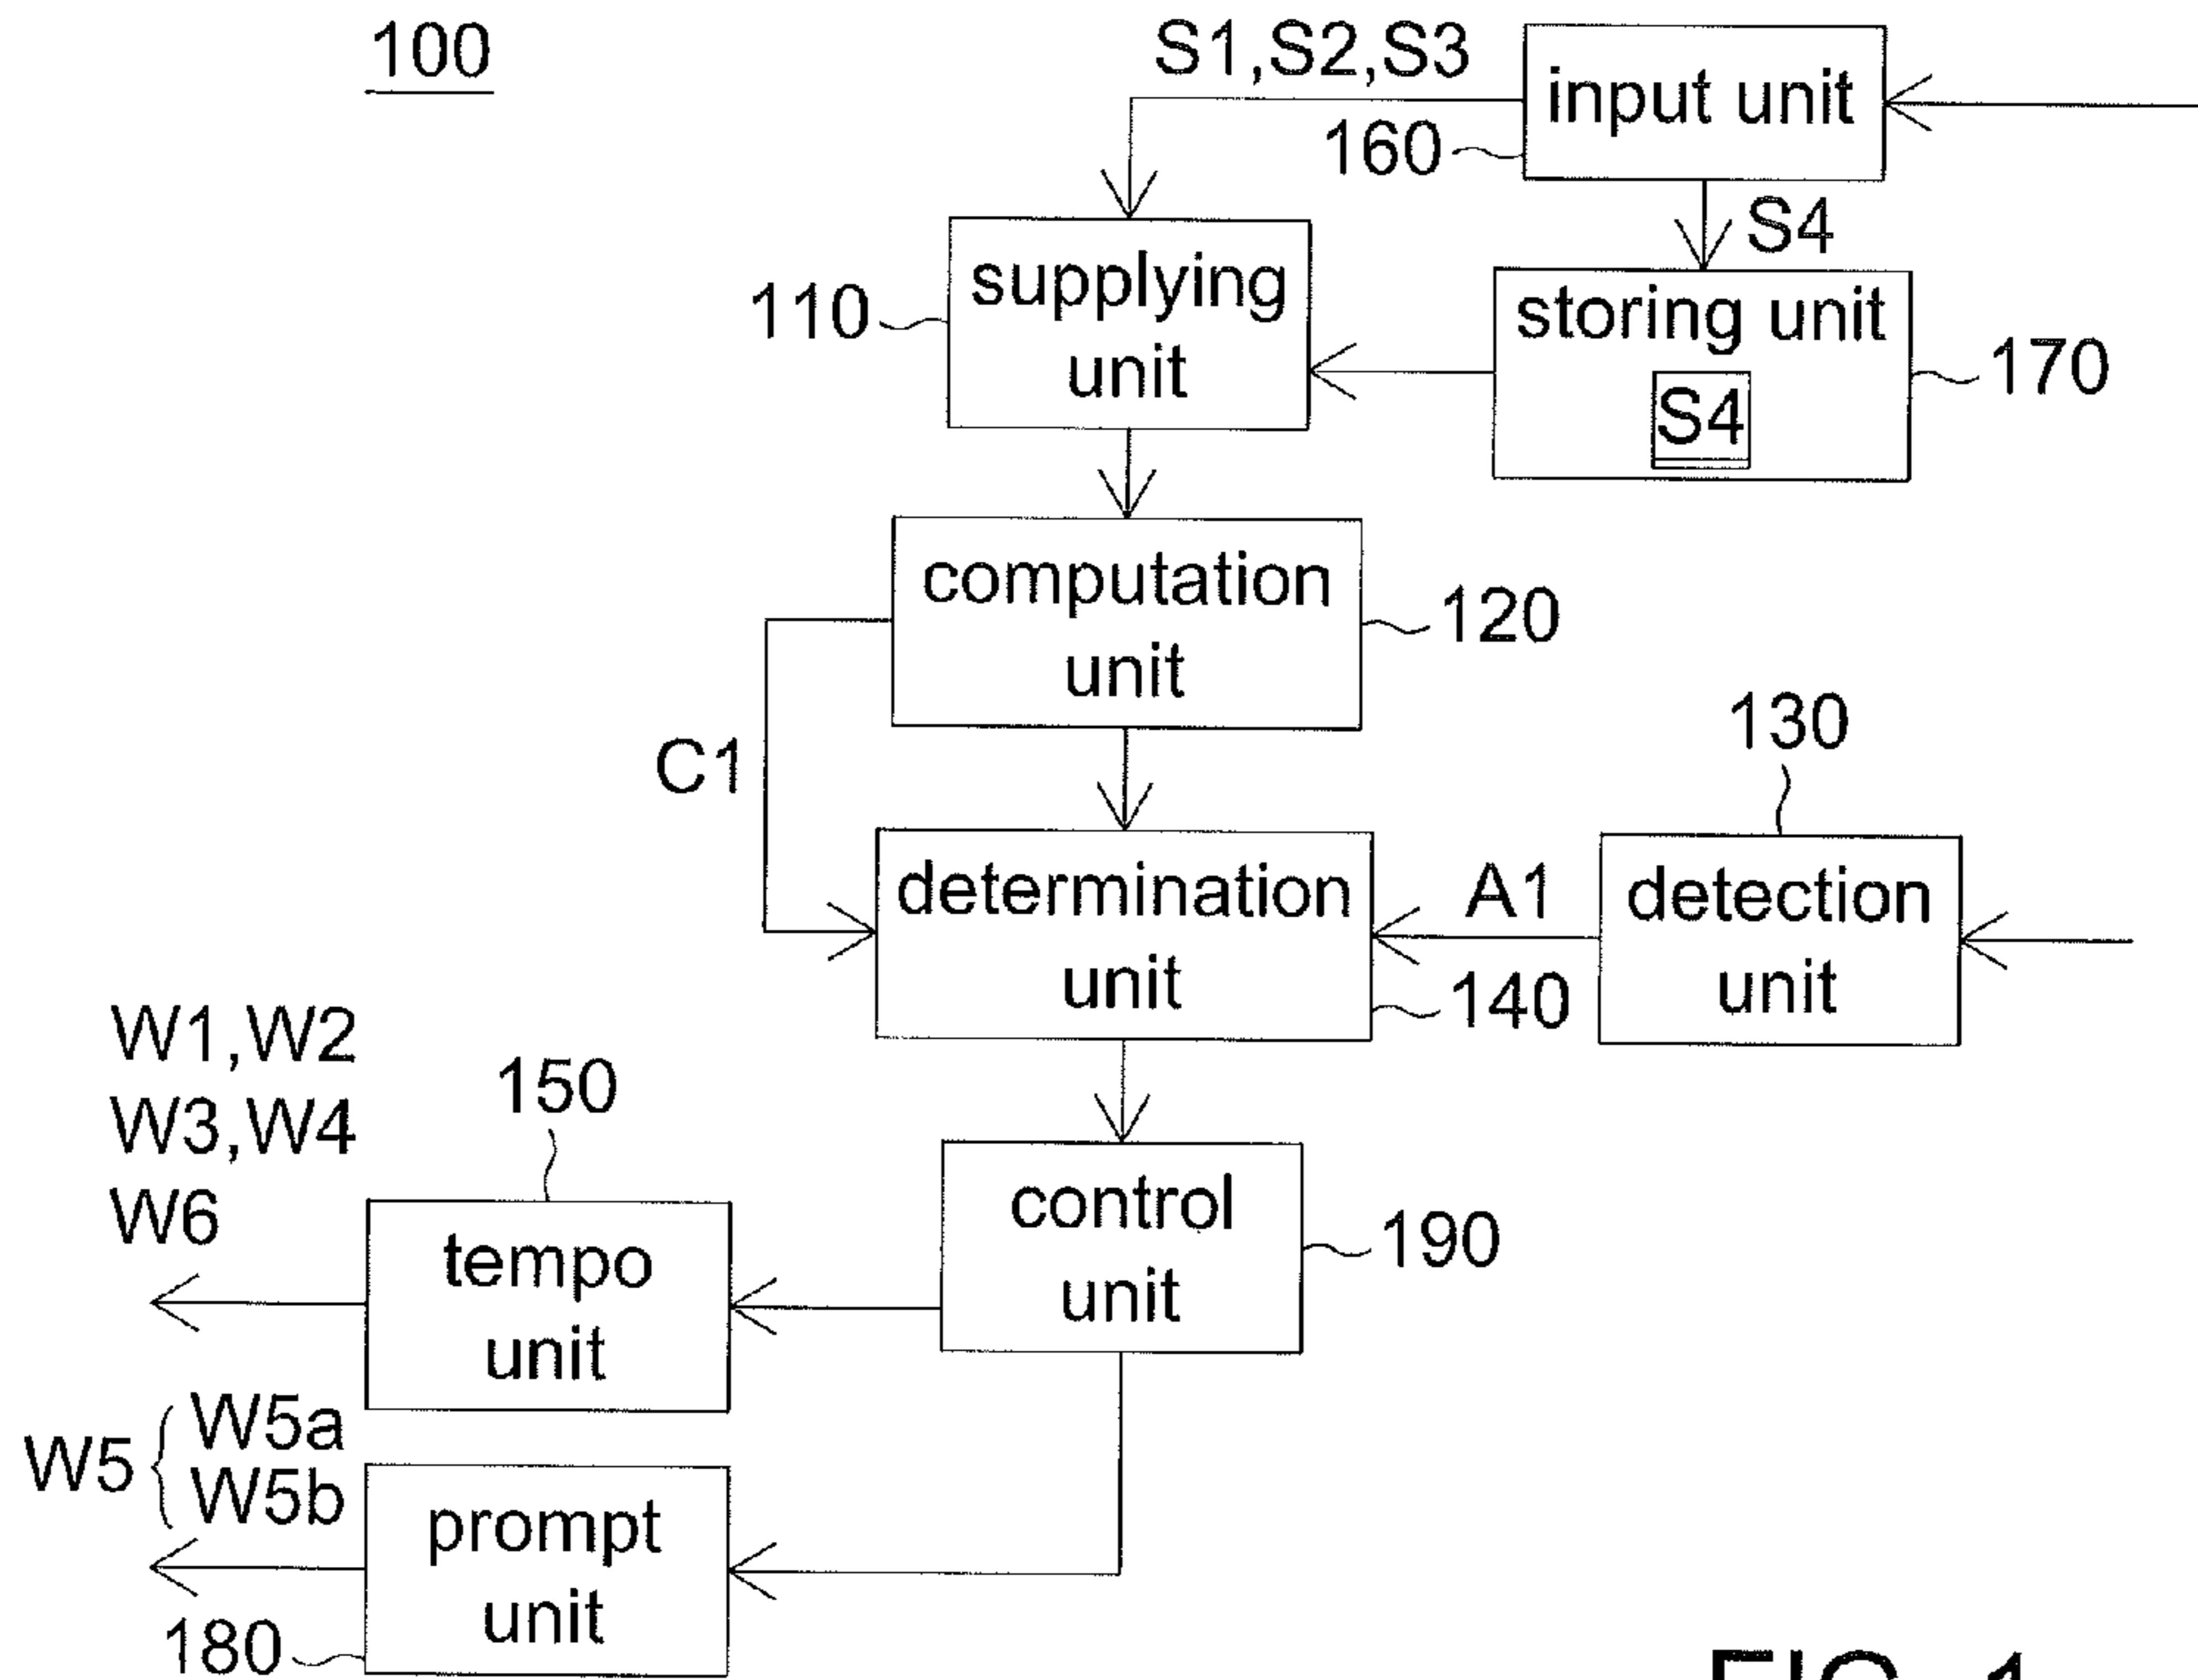 100
S1,S2,S3
input unit
160
S4
supplying
unit
110
storing unit
S4
170
computation
unit
120
C1
130
determination
unit
A1
140
detection
unit
W1,W2
W3,W4
W6
150
tempo
unit
control
unit
190
W5
W5a
W5b
prompt
unit
180
FIG. 1